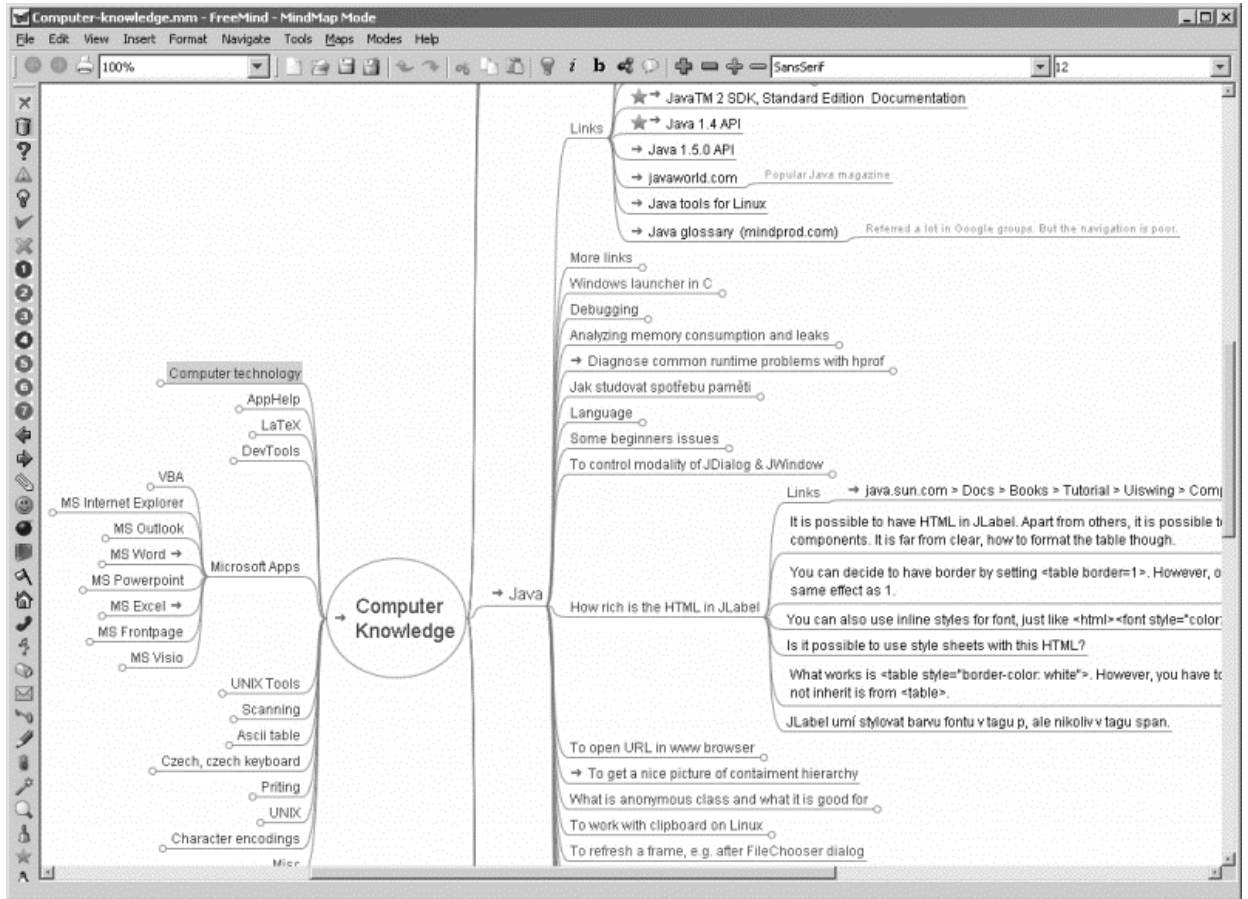 Computer-knowledge.mm - FreeMind - MindMap Mode
File Edit View Insert Format Navigate Tools Maps Modes Help
100%
i b
SansSerif
12
JavaTM 2 SDK, Standard Edition Documentation
Links
Java 1.4 API
Java 1.5.0 API
javaworld.com
Popular Java magazine
Java tools for Linux
Java glossary (mindprod.com)
Referred a lot in Google groups. But the navigation is poor.
More links
Windows launcher in C
Debugging
Analyzing memory consumption and leaks
Diagnose common runtime problems with hprof
Jak studovat spotřebu paměti
Language
Some beginners issues
To control modality of JDialog & JWindow
Computer technology
AppHelp
LaTeX
DevTools
VBA
MS Internet Explorer
MS Outlook
MS Word
MS Powerpoint
MS Excel
MS Frontpage
MS Visio
Microsoft Apps
UNIX Tools
Scanning
Ascii table
Czech, czech keyboard
Priting
UNIX
Character encodings
Misc
Computer
Knowledge
Java
How rich is the HTML in JLabel
Links
java.sun.com > Docs > Books > Tutorial > Uiswing > Comp
It is possible to have HTML in JLabel. Apart from others, it is possible t
components. It is far from clear, how to format the table though.
You can decide to have border by setting <table border=1>. However, o
same effect as 1.
You can also use inline styles for font, just like <html><font style="color:
Is it possible to use style sheets with this HTML?
What works is <table style="border-color: white">. However, you have to
not inherit is from <table>.
JLabel umí stylovat barvu fontu v tagu p, ale nikoliv v tagu span.
To open URL in www browser
To get a nice picture of contaiment hierarchy
What is anonymous class and what it is good for
To work with clipboard on Linux
To refresh a frame, e.g. after FileChooser dialog
1
2
3
4
5
6
7
A